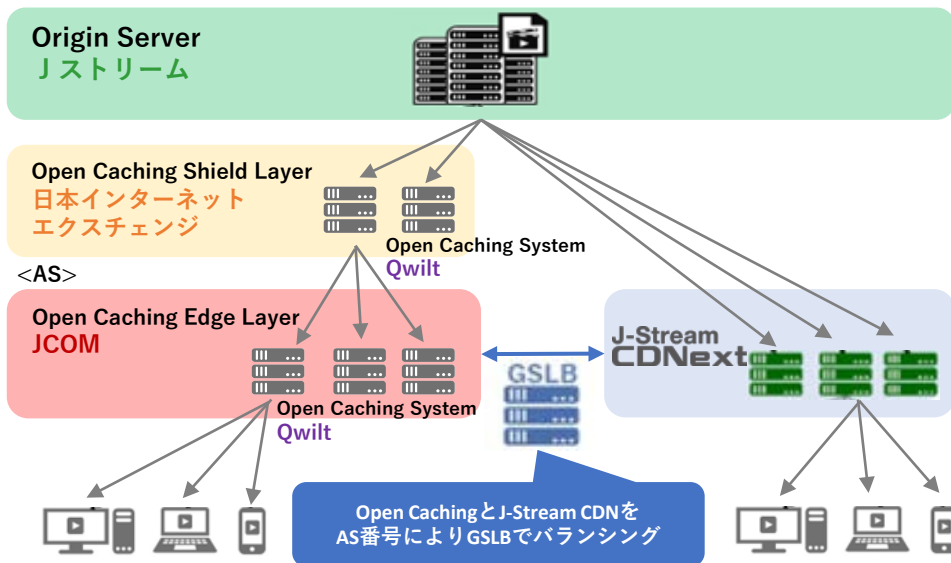 Origin Server
Jストリーム
Open Caching Shield Layer
日本インターネット
エクスチェンジ
Open Caching System
Qwilt
<AS>
Open Caching Edge Layer
JCOM
Open Caching System
Qwilt
GSLB
J-Stream
CDNext
Open CachingとJ-Stream CDNを
AS番号によりGSLBでバランシング